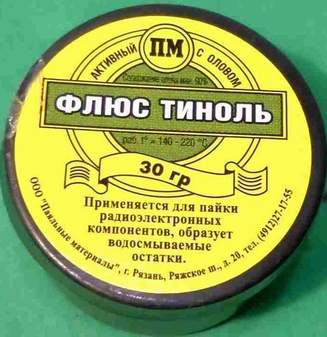 АКТИВНЫЙ ПМ С ОЛОВОМ
ФЛЮС ТИНОЛЬ
раб. t° = 140 - 220 °C
30 гр
Применяется для пайки
радиоэлектронных
компонентов, образует
водосмываемые
остатки.
ООО "Паяльные материалы", г. Рязань, Ряжское ш., д. 20, тел. (4912)27-17-55